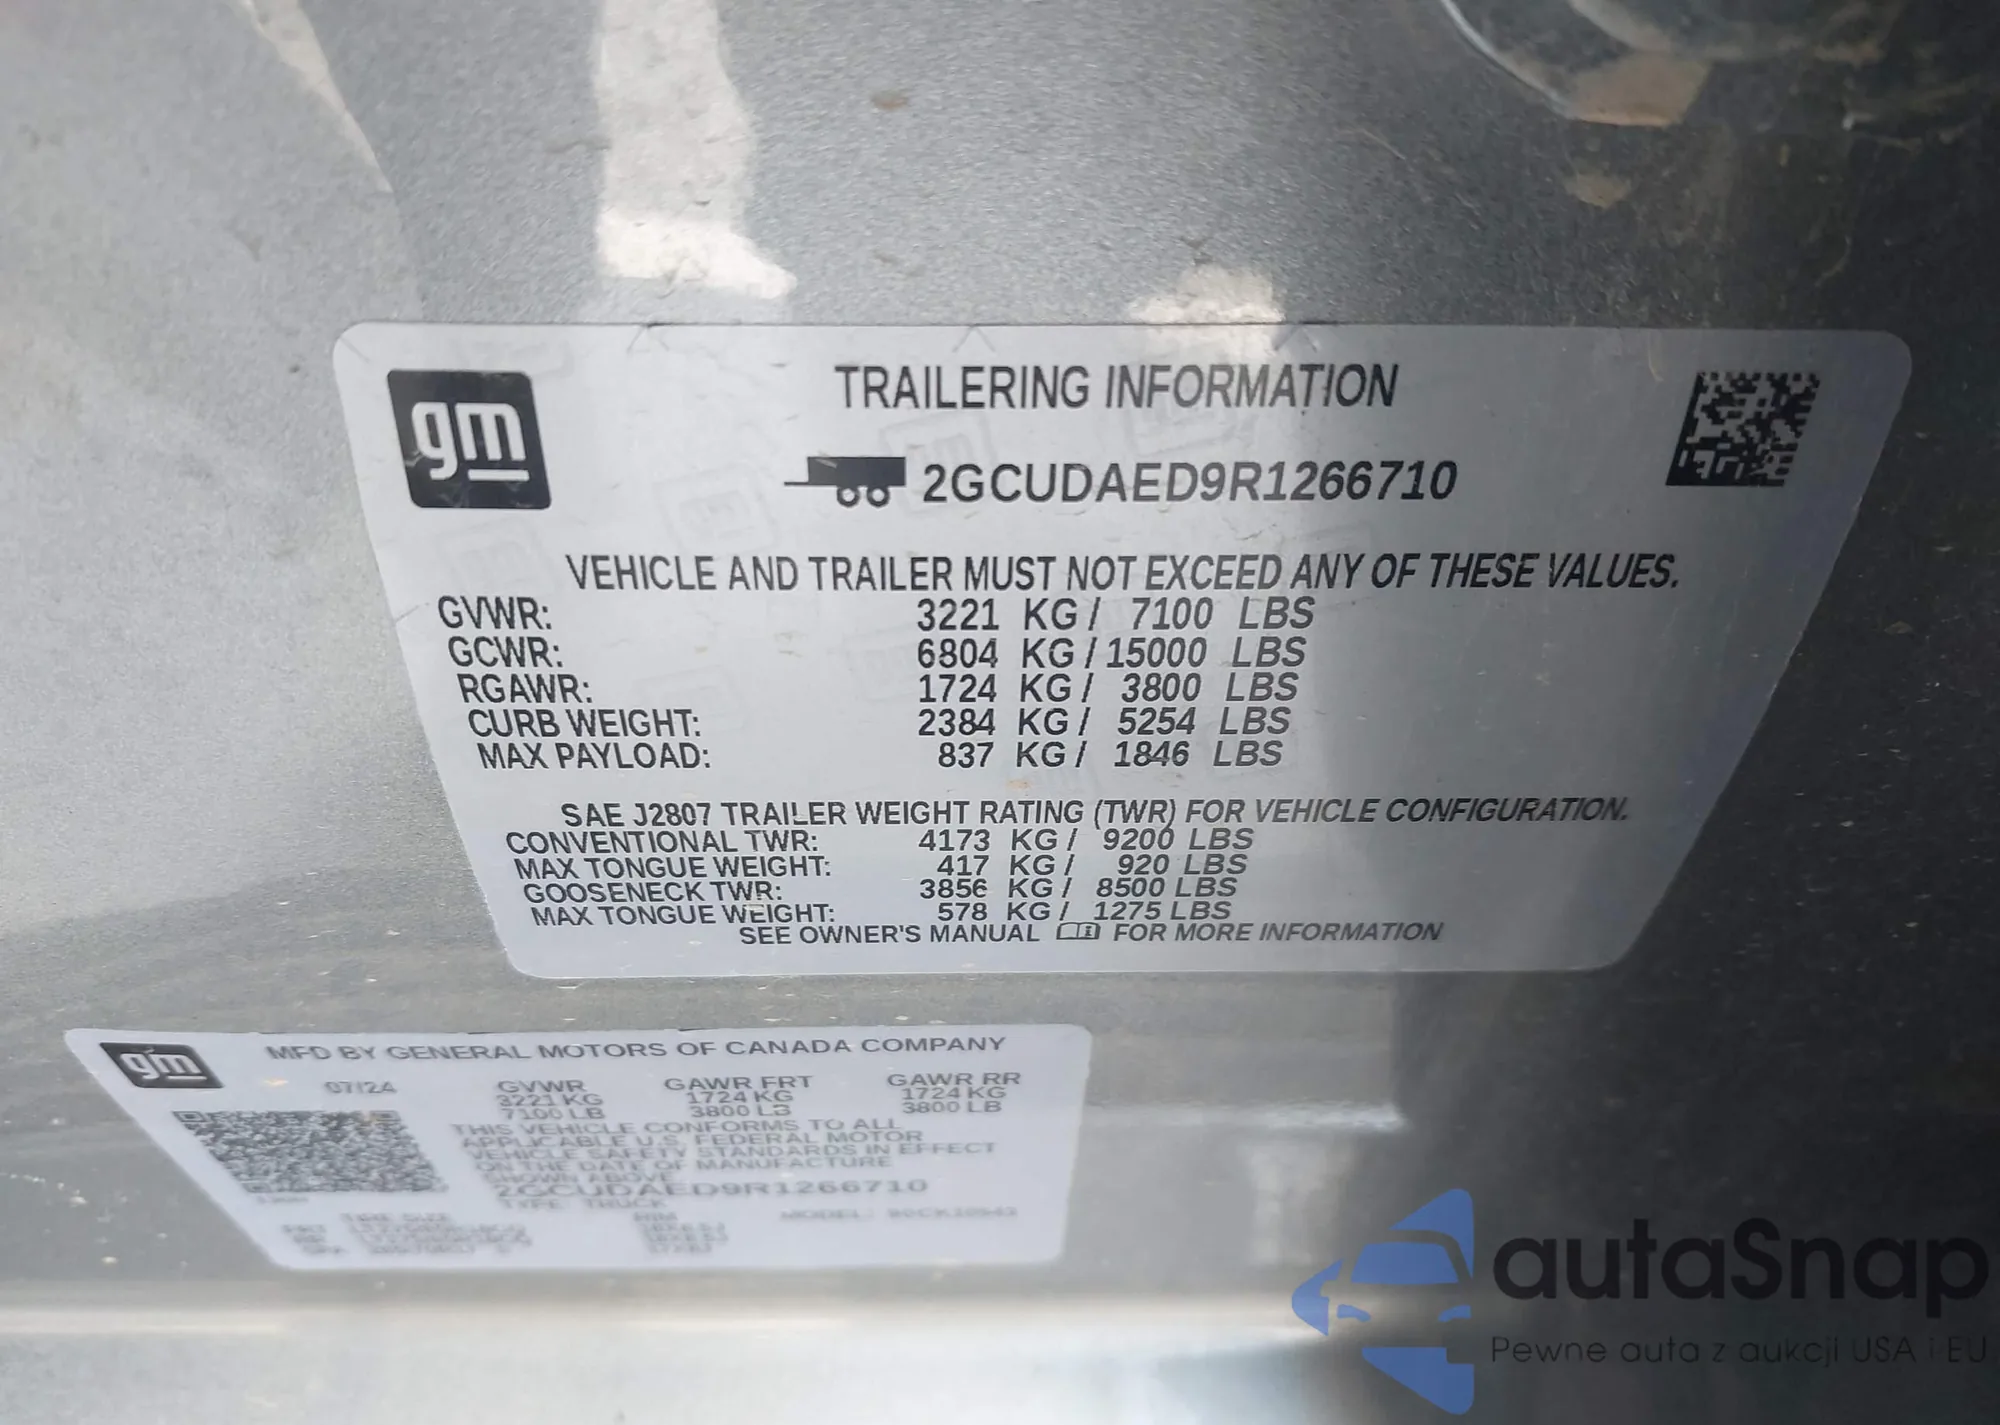 gm
TRAILERING INFORMATION
2GCUDAED9R1266710
VEHICLE AND TRAILER MUST NOT EXCEED ANY OF THESE VALUES.
GVWR: 3221 KG / 7100 LBS
GCWR: 6804 KG / 15000 LBS
RGAWR: 1724 KG / 3800 LBS
CURB WEIGHT: 2384 KG / 5254 LBS
MAX PAYLOAD: 837 KG / 1846 LBS
SAE J2807 TRAILER WEIGHT RATING (TWR) FOR VEHICLE CONFIGURATION.
CONVENTIONAL TWR: 4173 KG / 9200 LBS
MAX TONGUE WEIGHT: 417 KG / 920 LBS
GOOSENECK TWR: 3856 KG / 8500 LBS
MAX TONGUE WEIGHT: 578 KG / 1275 LBS
SEE OWNER'S MANUAL FOR MORE INFORMATION
gm
MFD BY GENERAL MOTORS OF CANADA COMPANY
07/24 GVWR GAWR FRT GAWR RR
3221 KG 1724 KG 1724 KG
7100 LB 3800 LB 3800 LB
THIS VEHICLE CONFORMS TO ALL
APPLICABLE U.S. FEDERAL MOTOR
VEHICLE SAFETY STANDARDS IN EFFECT
ON THE DATE OF MANUFACTURE
SHOWN ABOVE
2GCUDAED9R1266710
TYPE: TRUCK
TIRE SIZE RIM MODEL:
autaSnap
Pewne auta z aukcji USA i EU